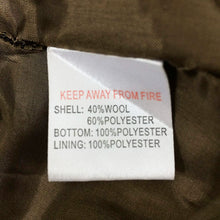 KEEP AWAY FROM FIRE
SHELL: 40%WOOL
60%POLYESTER
BOTTOM: 100%POLYESTER
LINING: 100%POLYESTER